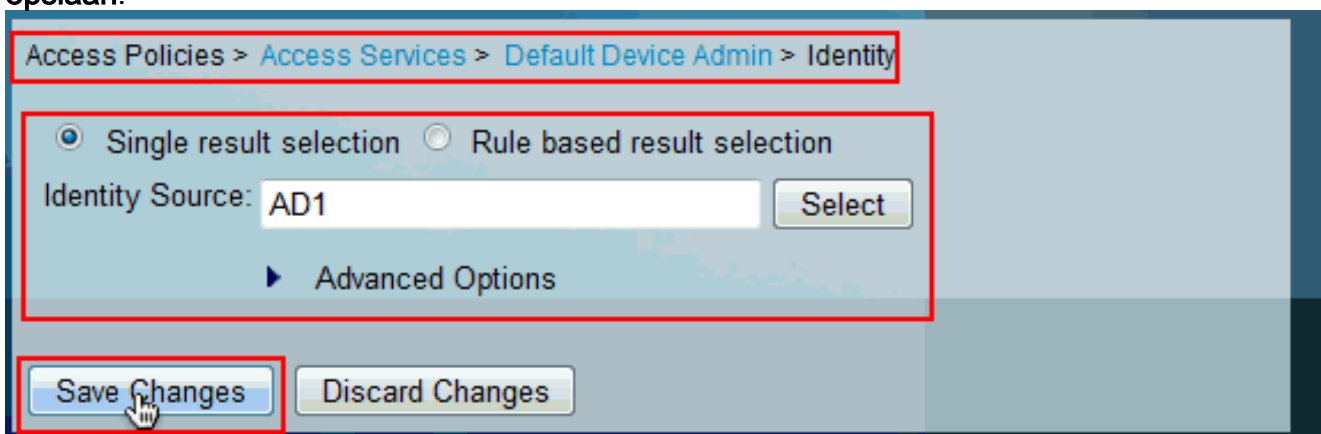 opslaan.
Access Policies > Access Services > Default Device Admin > Identity
Single result selection Rule based result selection
Identity Source: AD1 Select
Advanced Options
Save Changes Discard Changes